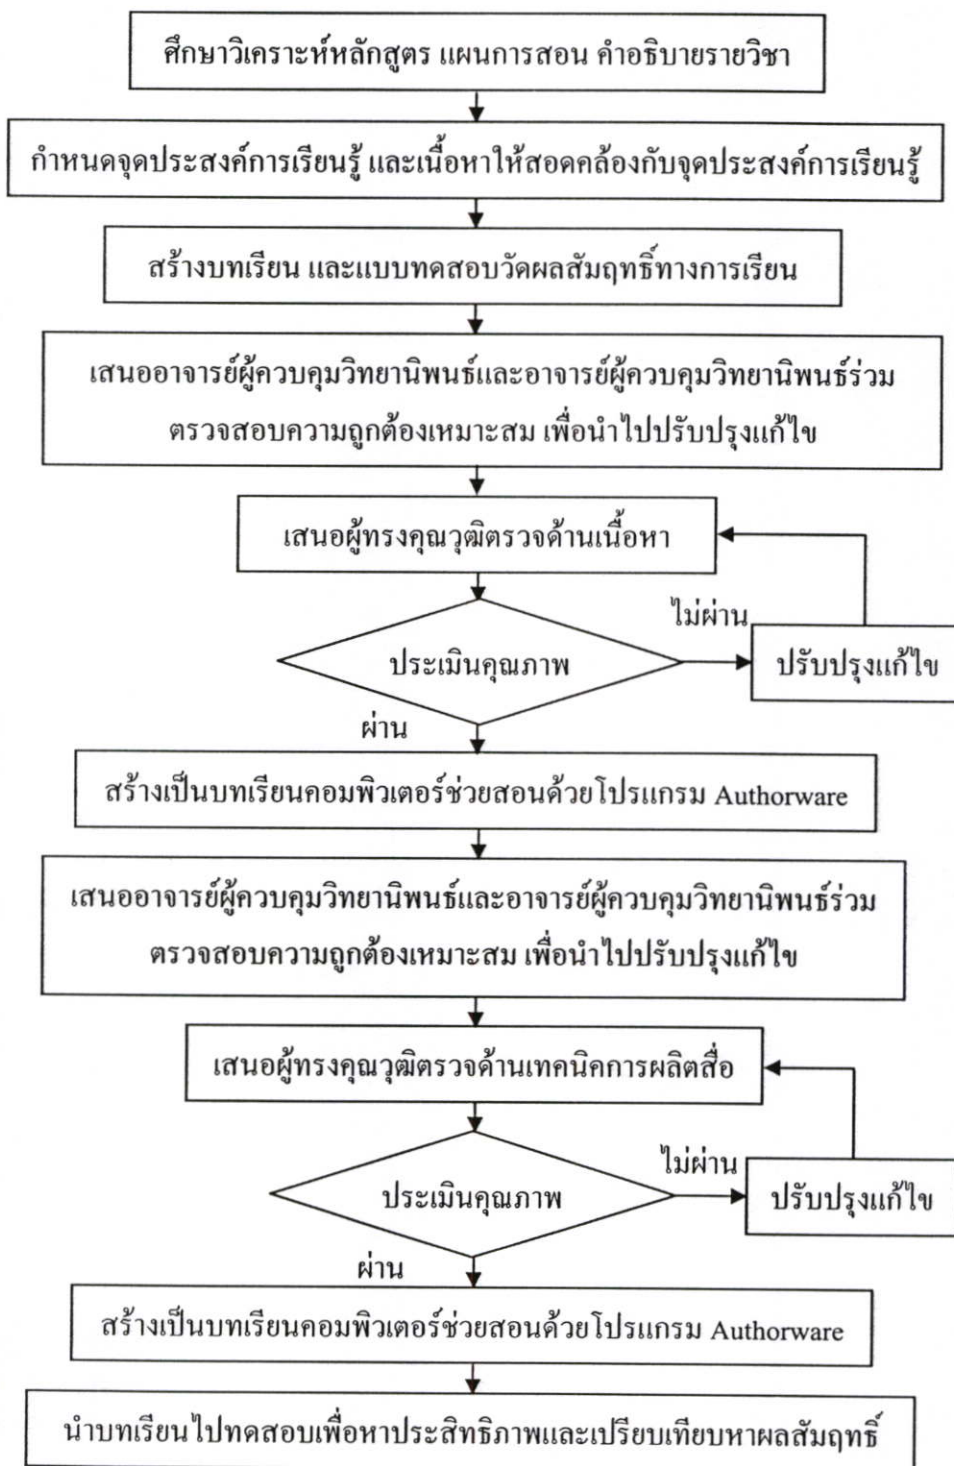 ศึกษาวิเคราะห์หลักสูตร แผนการสอน คำอธิบายรายวิชา
กำหนดจุดประสงค์การเรียนรู้ และเนื้อหาให้สอดคล้องกับจุดประสงค์การเรียนรู้
สร้างบทเรียน และแบบทดสอบวัดผลสัมฤทธิ์ทางการเรียน
เสนออาจารย์ผู้ควบคุมวิทยานิพนธ์และอาจารย์ผู้ควบคุมวิทยานิพนธ์ร่วม
ตรวจสอบความถูกต้องเหมาะสม เพื่อนำไปปรับปรุงแก้ไข
เสนอผู้ทรงคุณวุฒิตรวจด้านเนื้อหา
ไม่ผ่าน
ประเมินคุณภาพ
ปรับปรุงแก้ไข
ผ่าน
สร้างเป็นบทเรียนคอมพิวเตอร์ช่วยสอนด้วยโปรแกรม Authorware
เสนออาจารย์ผู้ควบคุมวิทยานิพนธ์และอาจารย์ผู้ควบคุมวิทยานิพนธ์ร่วม
ตรวจสอบความถูกต้องเหมาะสม เพื่อนำไปปรับปรุงแก้ไข
เสนอผู้ทรงคุณวุฒิตรวจด้านเทคนิคการผลิตสื่อ
ไม่ผ่าน
ประเมินคุณภาพ
ปรับปรุงแก้ไข
ผ่าน
สร้างเป็นบทเรียนคอมพิวเตอร์ช่วยสอนด้วยโปรแกรม Authorware
นำบทเรียนไปทดสอบเพื่อหาประสิทธิภาพและเปรียบเทียบหาผลสัมฤทธิ์